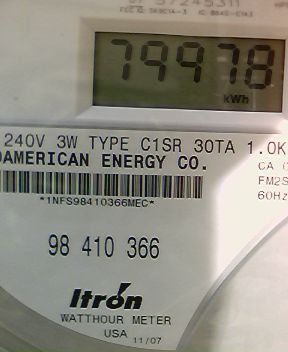 79978
kWh
240V 3W TYPE C1SR 30TA 1.0K
AMERICAN ENERGY CO.
CA
FM2S
60Hz
*1NFS98410366MEC*
98 410 366
Itron
WATTHOUR METER
USA 11/07